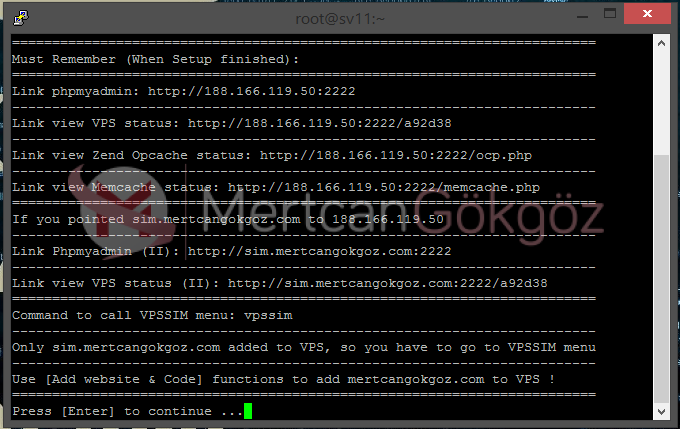 root@sv11:~
================================================================
Must Remember (When Setup finished):
================================================================
Link phpmyadmin: http://188.166.119.50:2222
----------------------------------------------------------------
Link view VPS status: http://188.166.119.50:2222/a92d38
----------------------------------------------------------------
Link view Zend Opcache status: http://188.166.119.50:2222/ocp.php
----------------------------------------------------------------
Link view Memcache status: http://188.166.119.50:2222/memcache.php
================================================================
If you pointed sim.mertcangokgoz.com to 188.166.119.50
----------------------------------------------------------------
Link Phpmyadmin (II): http://sim.mertcangokgoz.com:2222
----------------------------------------------------------------
Link view VPS status (II): http://sim.mertcangokgoz.com:2222/a92d38
================================================================
Command to call VPSSIM menu: vpssim
----------------------------------------------------------------
Only sim.mertcangokgoz.com added to VPS, so you have to go to VPSSIM menu
----------------------------------------------------------------
Use [Add website & Code] functions to add mertcangokgoz.com to VPS !
================================================================
Press [Enter] to continue ...
Mertcan Gökgöz